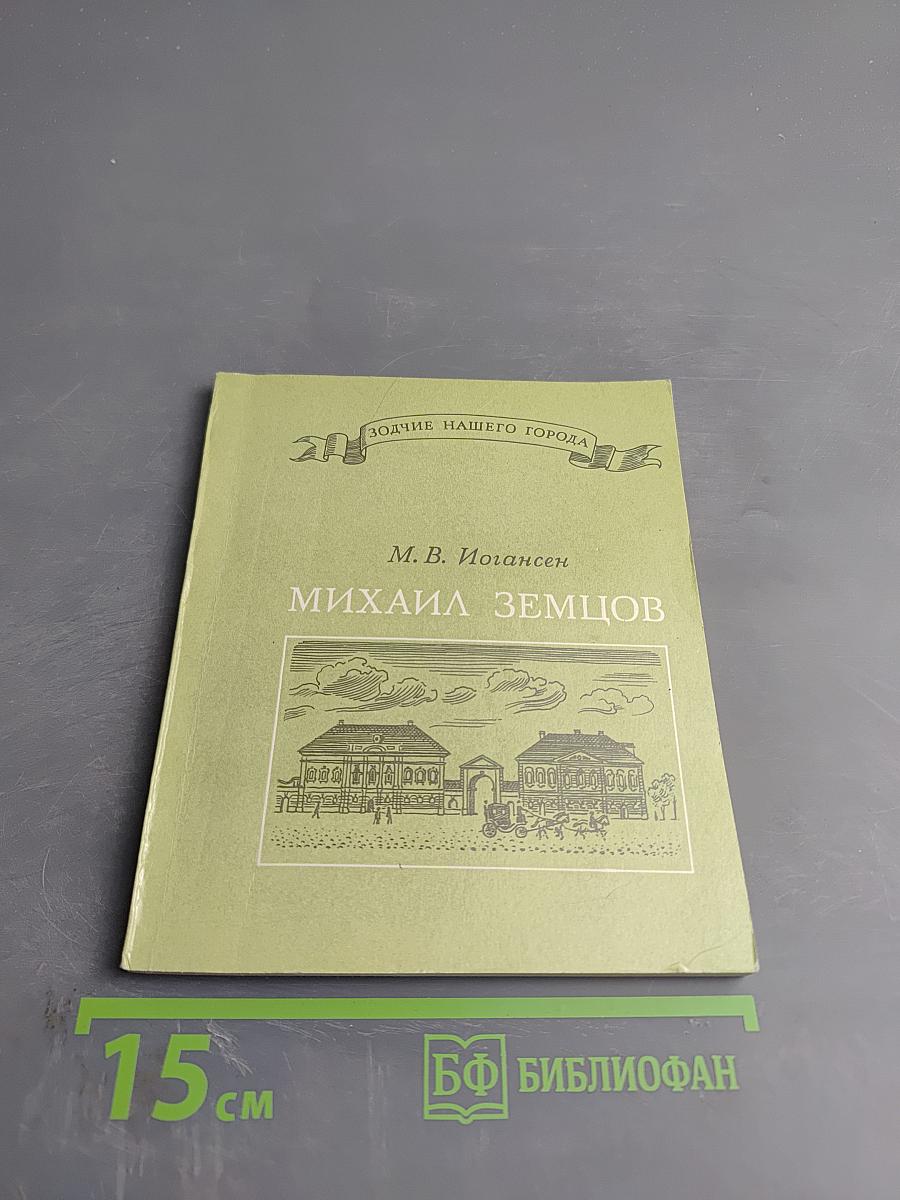 ЗОДЧИЕ НАШЕГО ГОРОДА
М. В. Иогансен
МИХАИЛ ЗЕМЦОВ
15 см
БФ БИБЛИОФАН